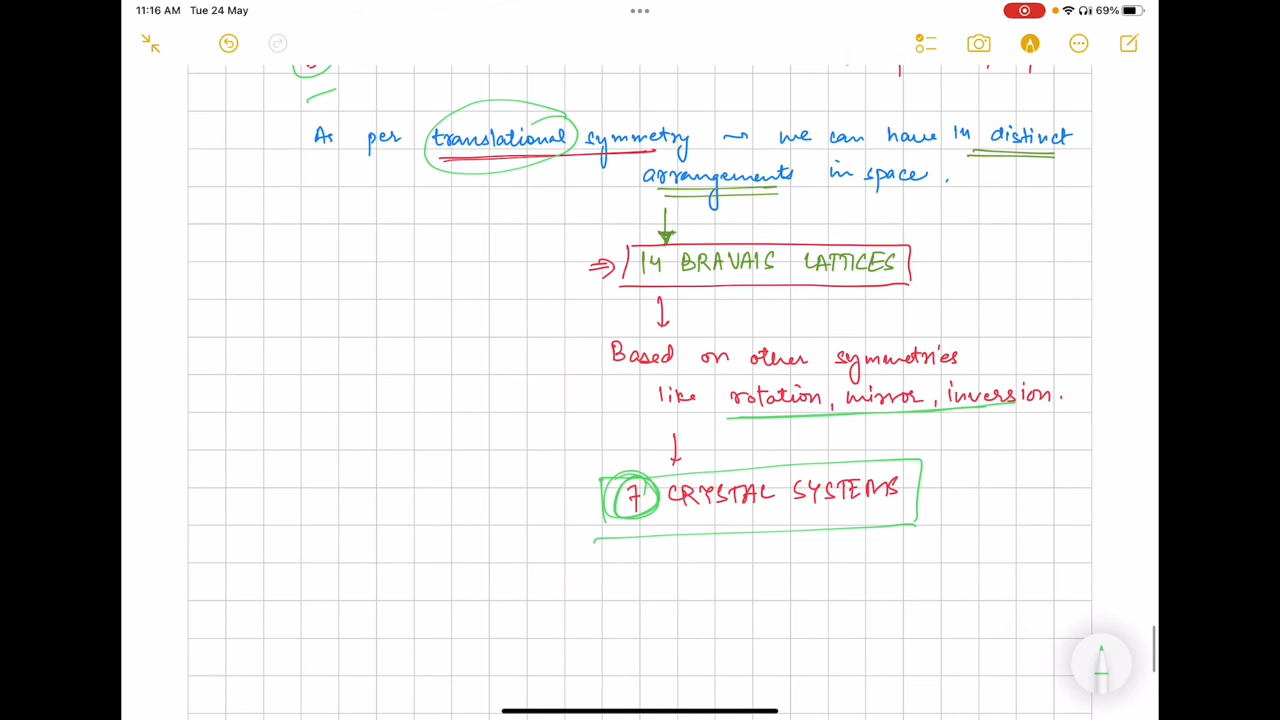 11:16 AM Tue 24 May
69%
As per translational symmetry ~ we can have 14 distinct
arrangements in space.
⇒ 14 BRAVAIS LATTICES
Based on other symmetries
like rotation, mirror, inversion.
7 CRYSTAL SYSTEMS